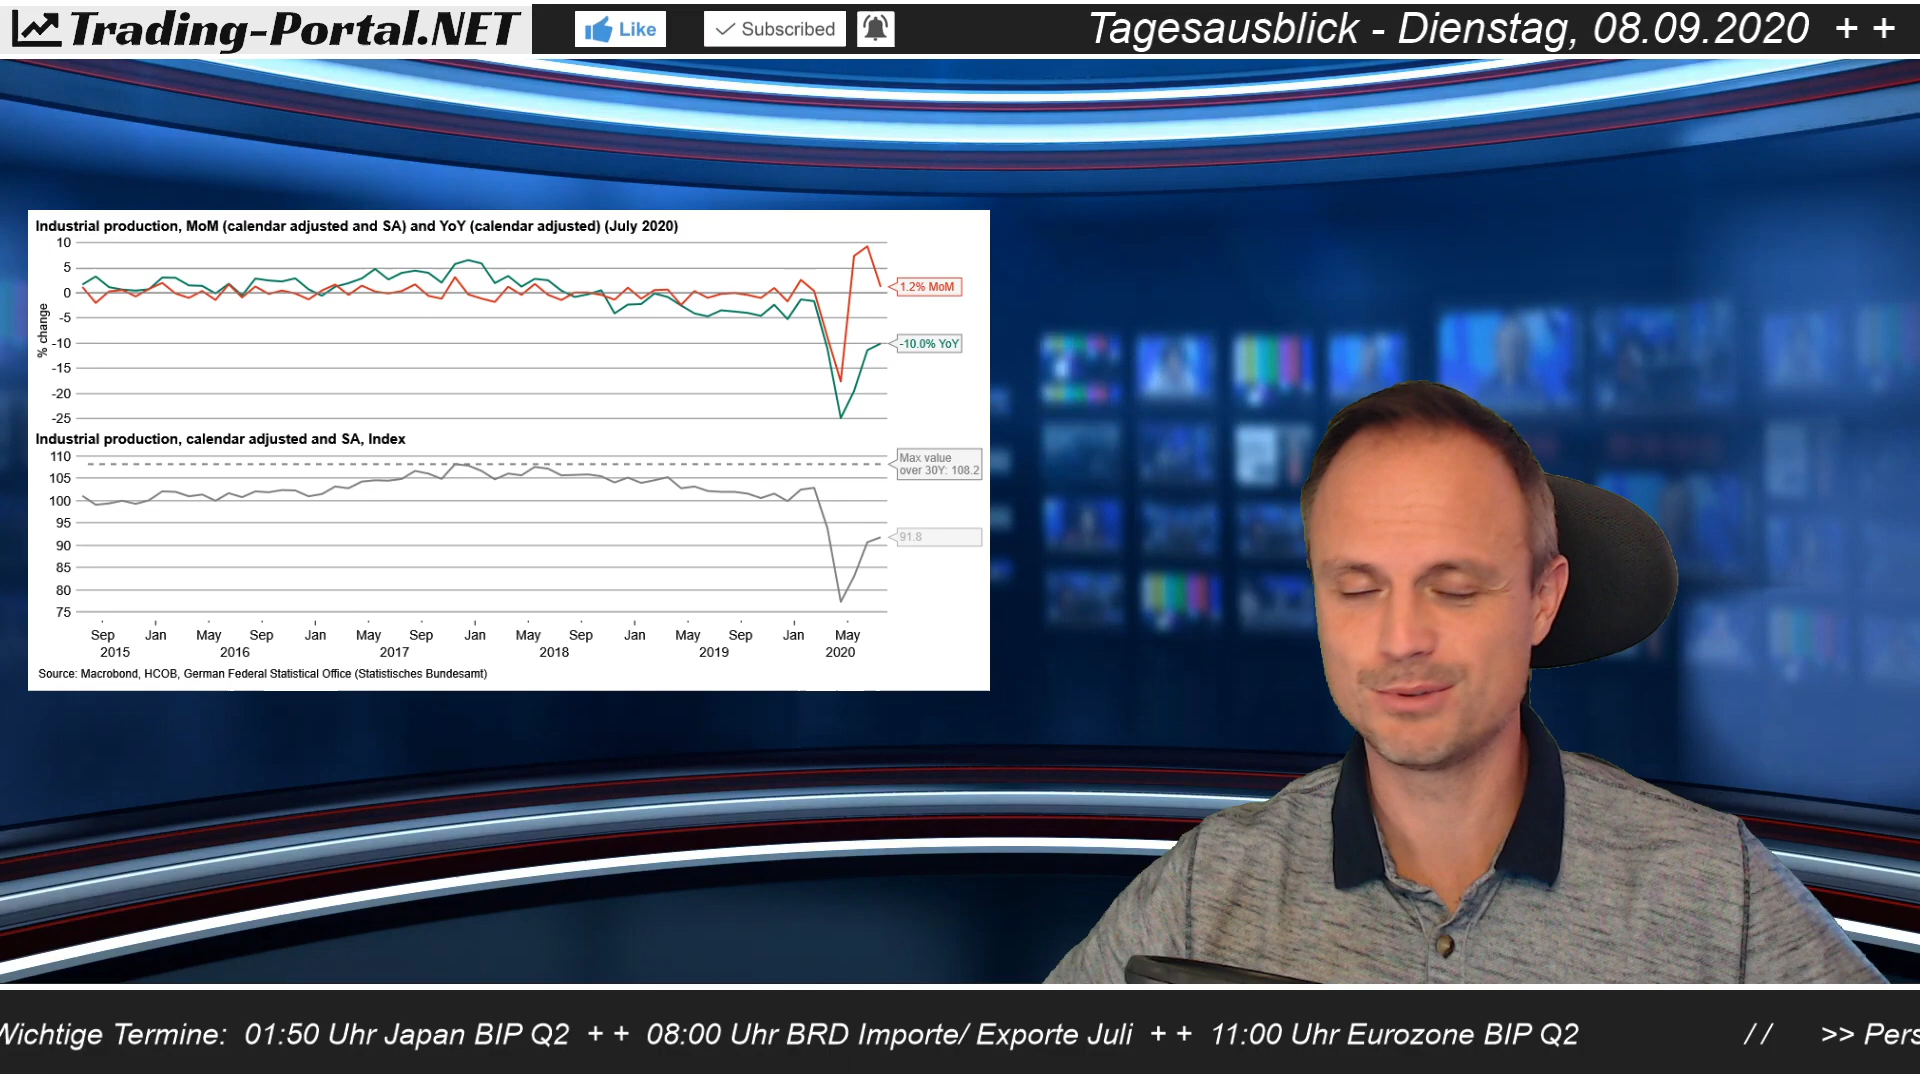 Trading-Portal.NET
Like
Subscribed
Tagesausblick - Dienstag, 08.09.2020 + +
Industrial production, MoM (calendar adjusted and SA) and YoY (calendar adjusted) (July 2020)
10
5
0
-5
-10
-15
-20
-25
% change
1.2% MoM
-10.0% YoY
Industrial production, calendar adjusted and SA, Index
110
105
100
95
90
85
80
75
Max value
over 30Y: 108.2
91.8
Sep Jan May Sep Jan May Sep Jan May Sep Jan May Sep Jan May
2015 2016 2017 2018 2019 2020
Source: Macrobond, HCOB, German Federal Statistical Office (Statistisches Bundesamt)
Wichtige Termine: 01:50 Uhr Japan BIP Q2 + + 08:00 Uhr BRD Importe/ Exporte Juli + + 11:00 Uhr Eurozone BIP Q2 // >> Pers